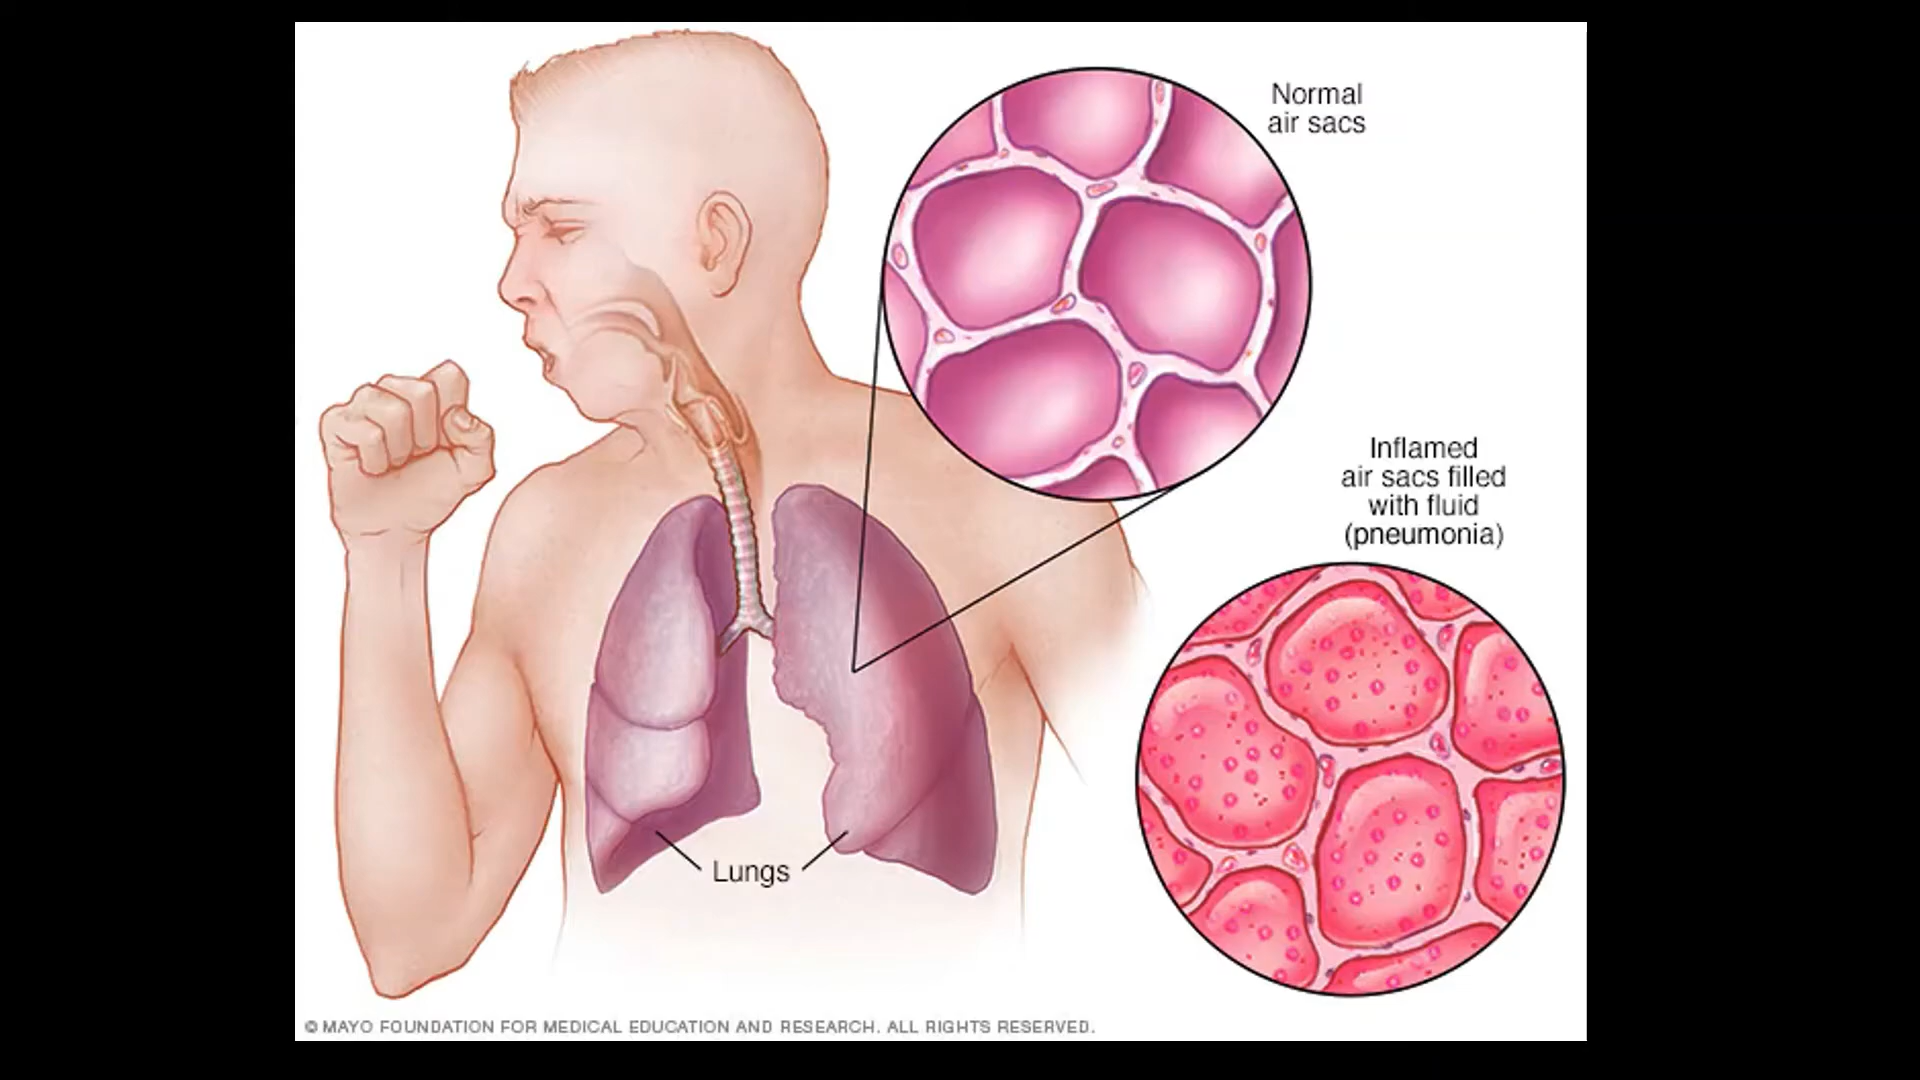 Normal
air sacs
Inflamed
air sacs filled
with fluid
(pneumonia)
Lungs
© MAYO FOUNDATION FOR MEDICAL EDUCATION AND RESEARCH. ALL RIGHTS RESERVED.